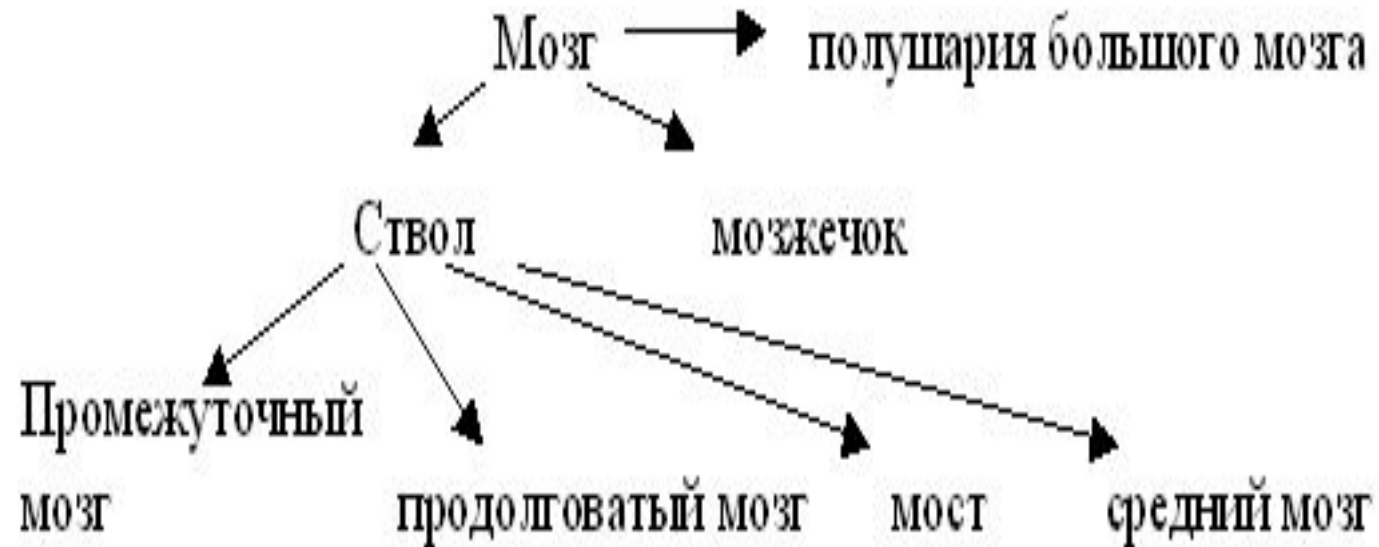 Мозг полушария большого мозга
Ствол мозжечок
Промежуточный
мозг продолговатый мозг мост средний мозг